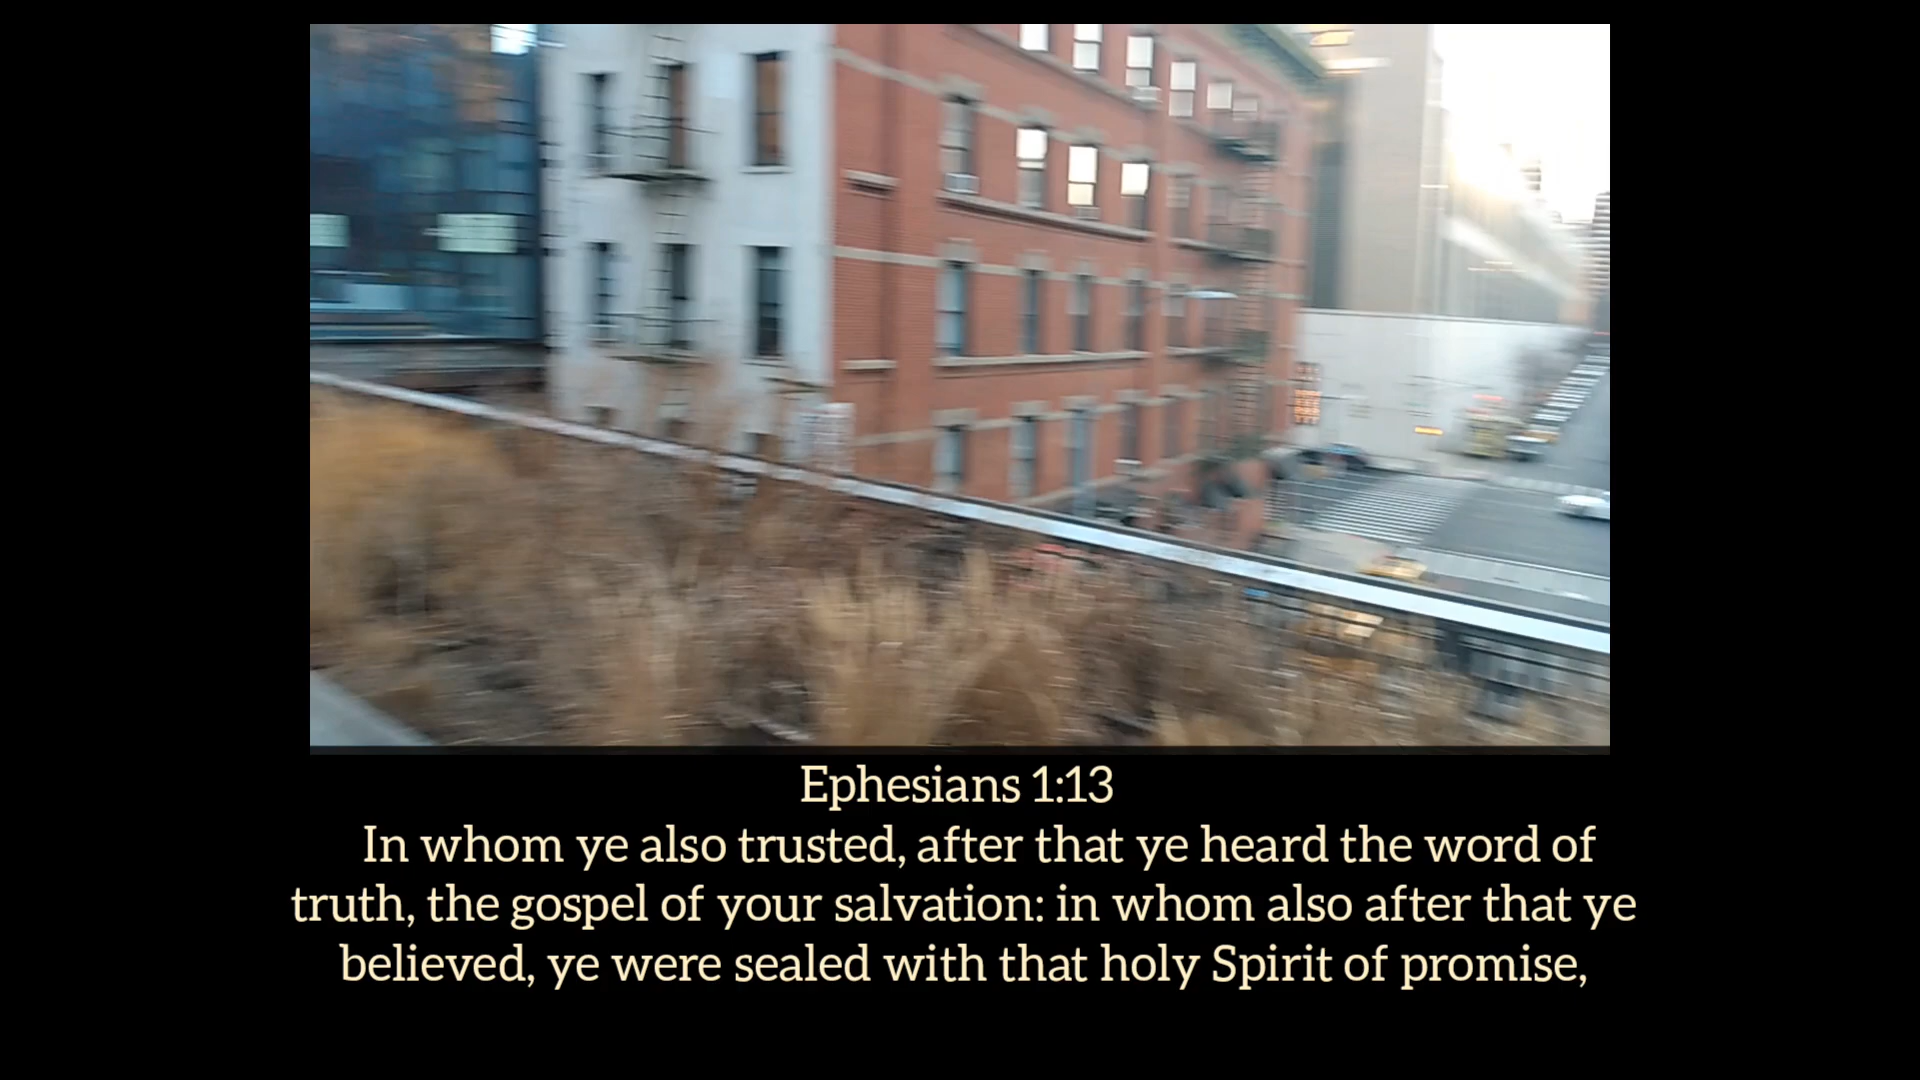 Ephesians 1:13
In whom ye also trusted, after that ye heard the word of
truth, the gospel of your salvation: in whom also after that ye
believed, ye were sealed with that holy Spirit of promise,